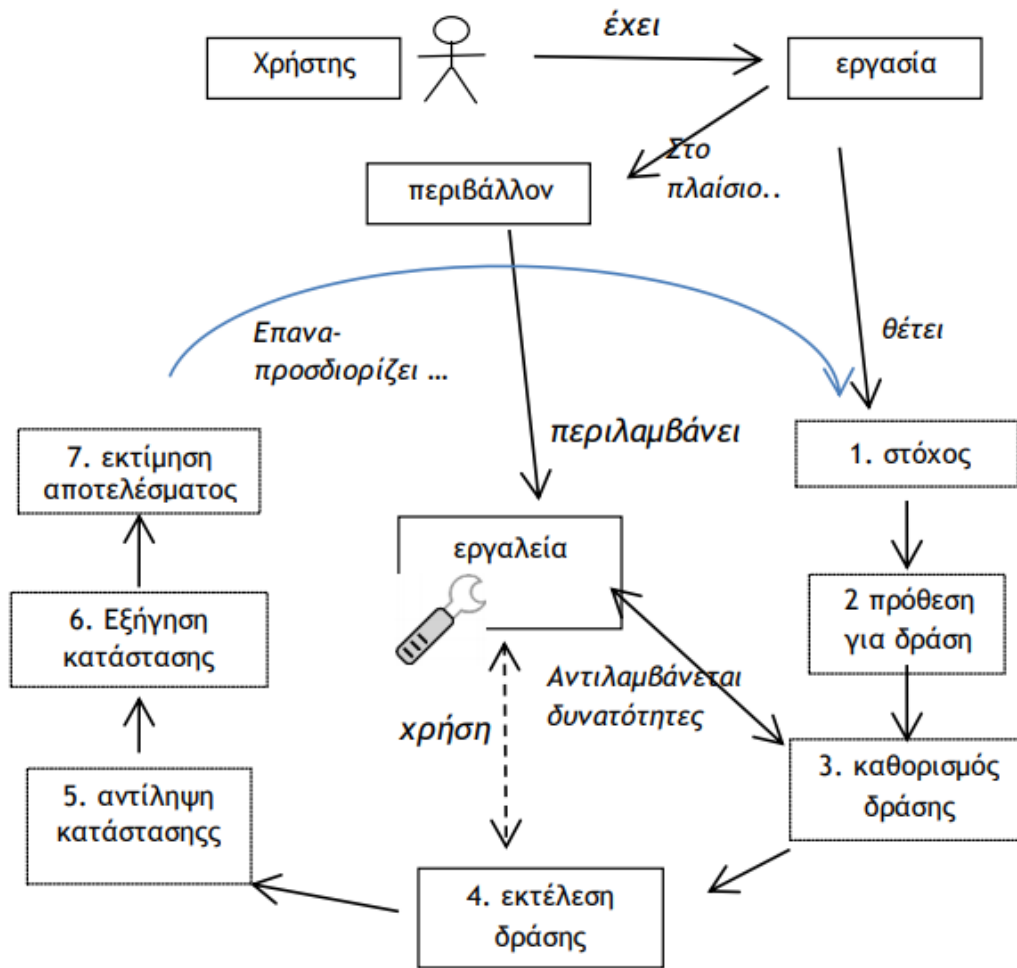 έχει
Χρήστης
εργασία
Στο
πλαίσιο..
περιβάλλον
Επανα-
προσδιορίζει …
θέτει
περιλαμβάνει
7. εκτίμηση
αποτελέσματος
1. στόχος
εργαλεία
6. Εξήγηση
κατάστασης
2 πρόθεση
για δράση
Αντιλαμβάνεται
δυνατότητες
χρήση
3. καθορισμός
δράσης
5. αντίληψη
κατάστασηςς
4. εκτέλεση
δράσης